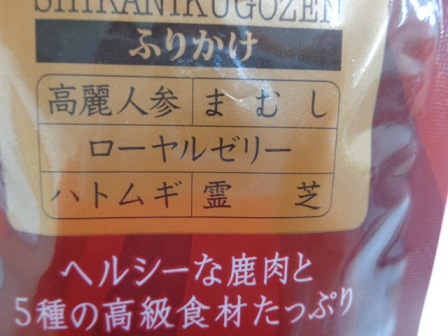 SHIKANIKUGOZEN
ふりかけ
高麗人参 まむし
ローヤルゼリー
ハトムギ 霊芝
ヘルシーな鹿肉と
5種の高級食材たっぷり